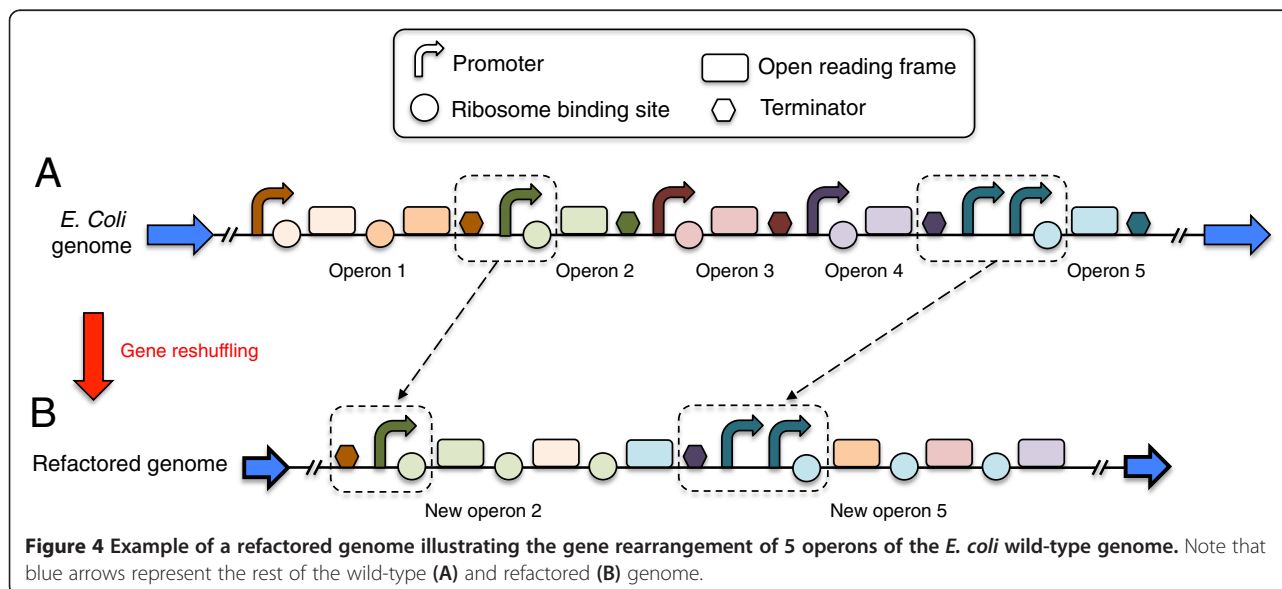 Promoter
Open reading frame
Ribosome binding site
Terminator
A
E. Coli
genome
Operon 1
Operon 2
Operon 3
Operon 4
Operon 5
Gene reshuffling
B
Refactored genome
New operon 2
New operon 5
Figure 4 Example of a refactored genome illustrating the gene rearrangement of 5 operons of the E. coli wild-type genome. Note that
blue arrows represent the rest of the wild-type (A) and refactored (B) genome.